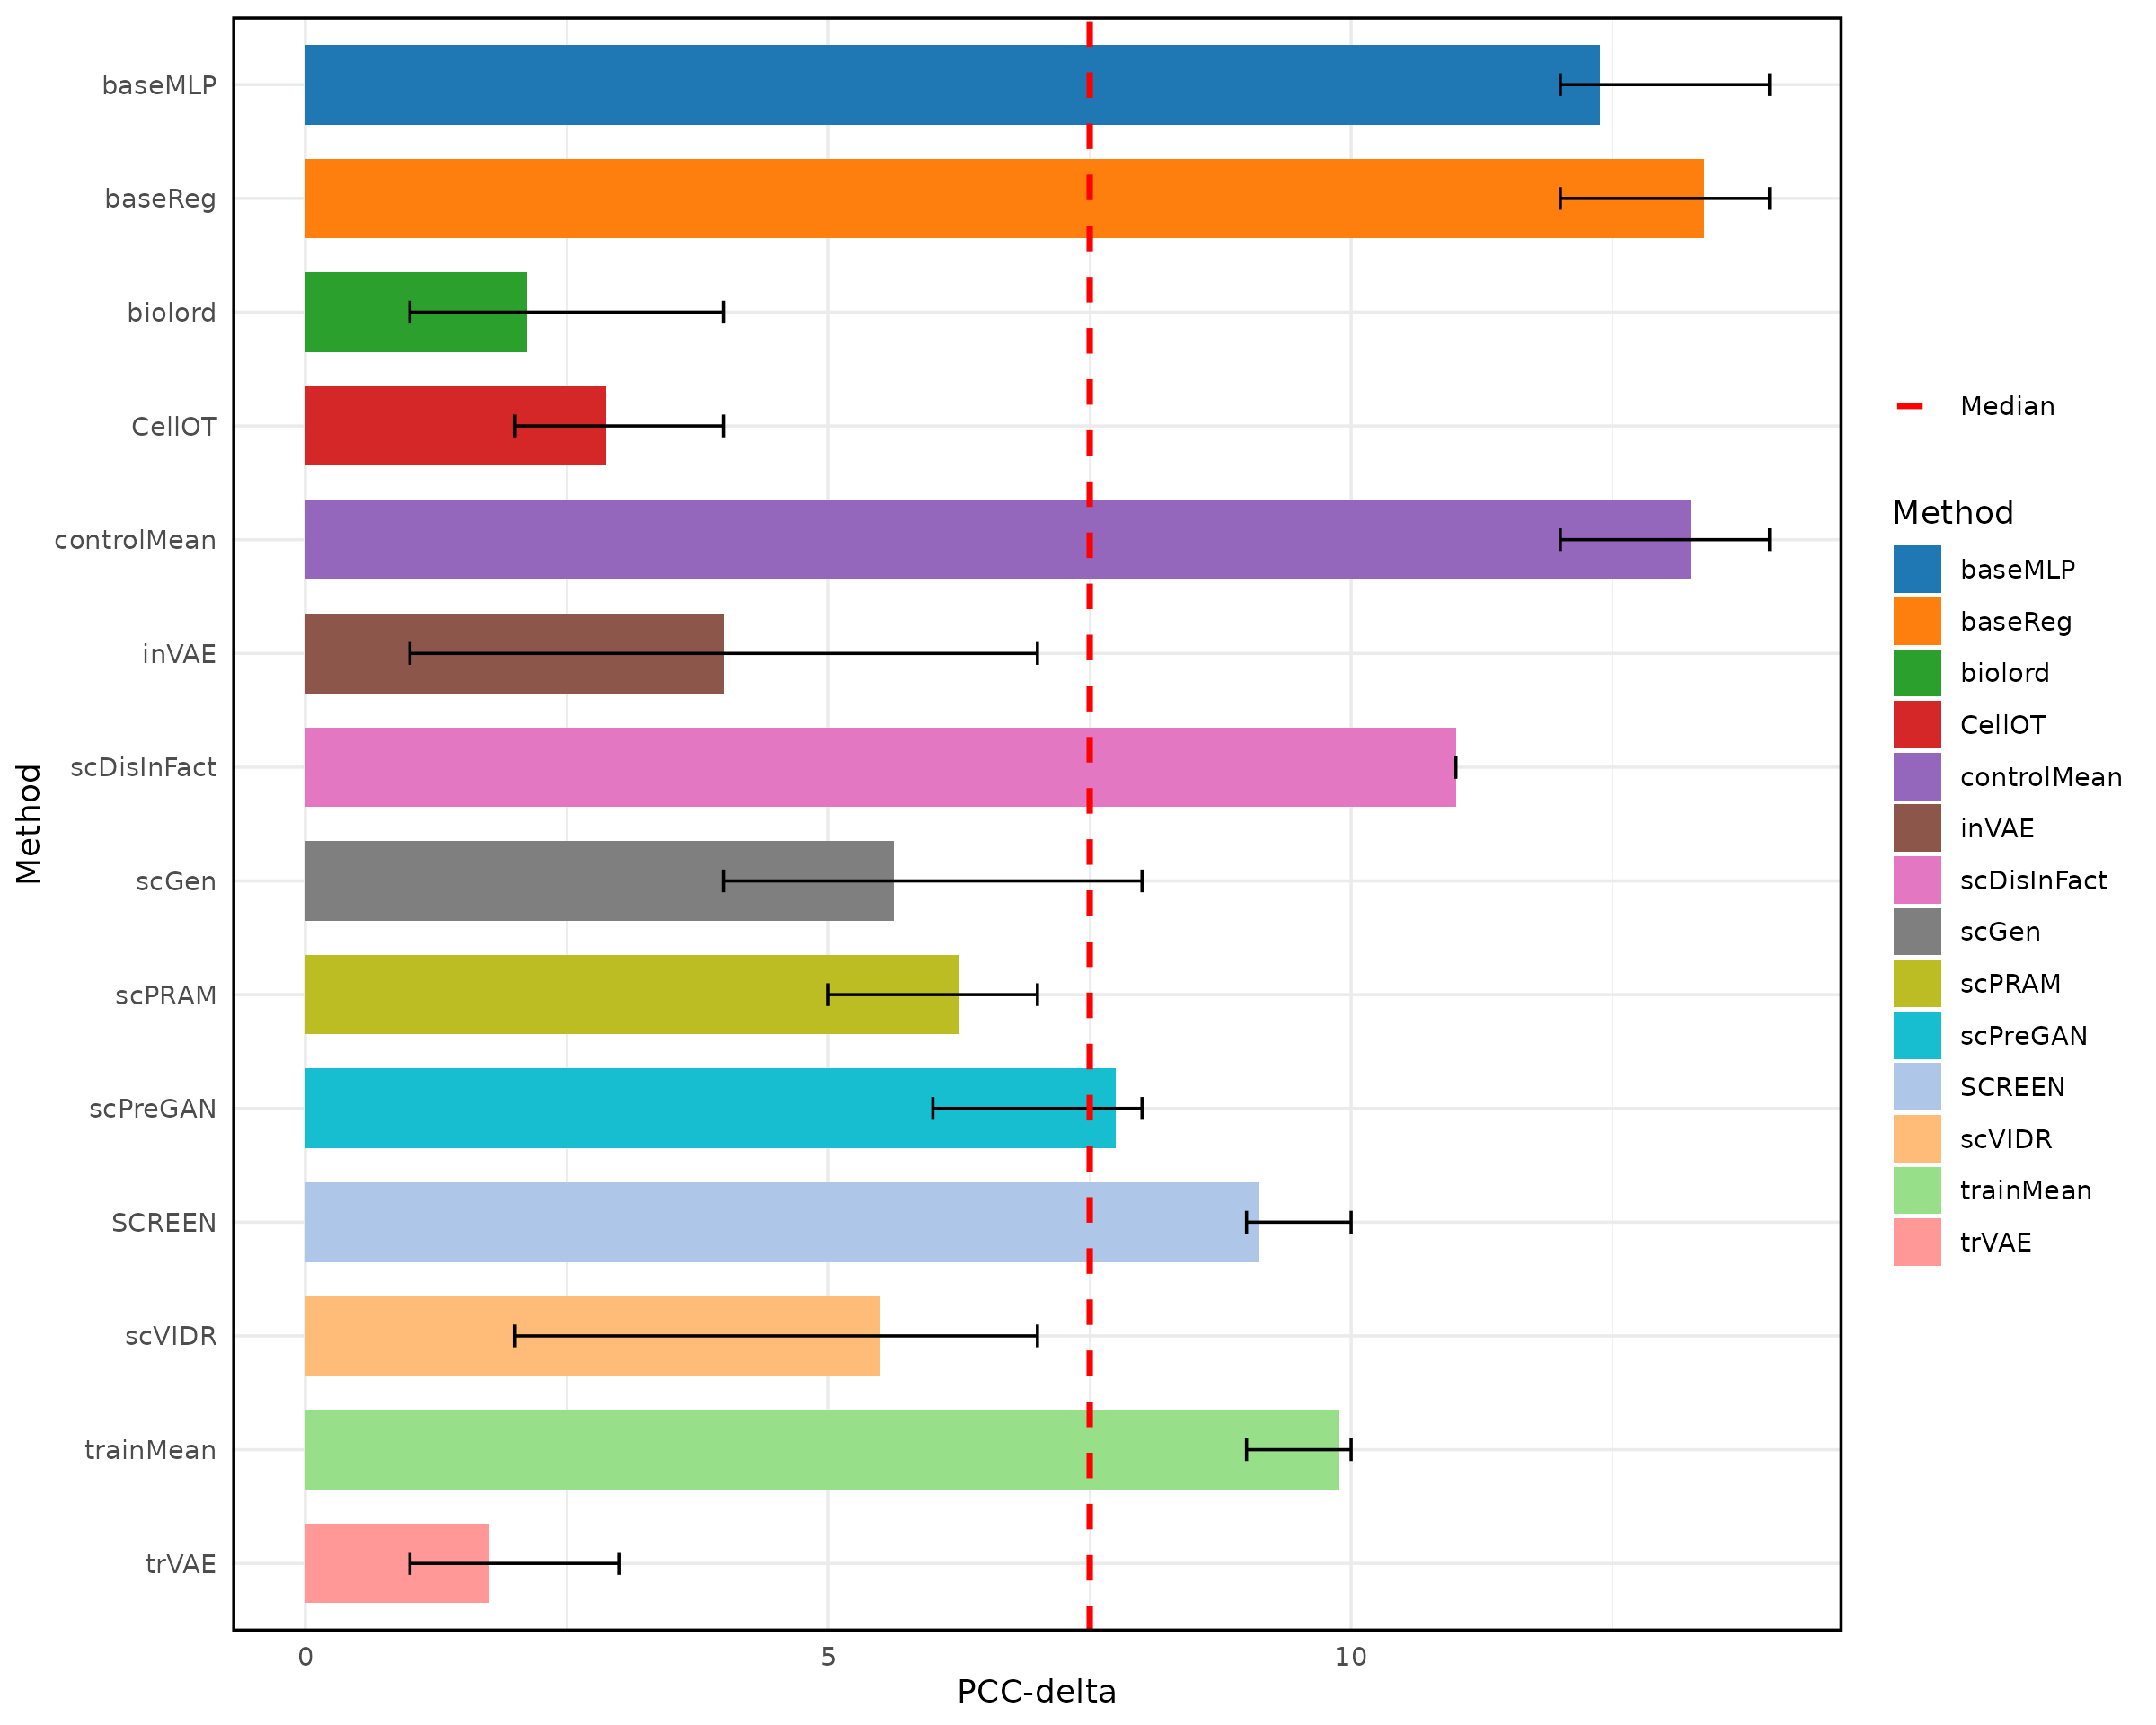 baseMLP
baseReg
biolord
CellOT
controlMean
inVAE
scDisInFact
scGen
scPRAM
scPreGAN
SCREEN
scVIDR
trainMean
trVAE
Method
0 5 10
PCC-delta
Median
Method
baseMLP
baseReg
biolord
CellOT
controlMean
inVAE
scDisInFact
scGen
scPRAM
scPreGAN
SCREEN
scVIDR
trainMean
trVAE